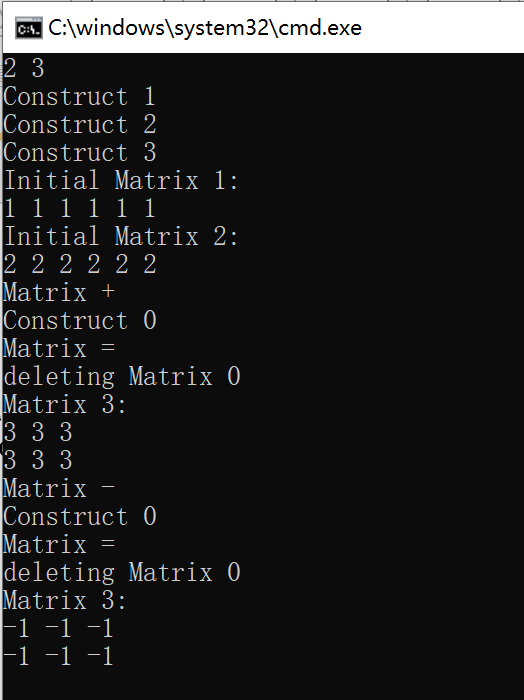 C:\windows\system32\cmd.exe
2 3
Construct 1
Construct 2
Construct 3
Initial Matrix 1:
1 1 1 1 1 1
Initial Matrix 2:
2 2 2 2 2 2
Matrix +
Construct 0
Matrix =
deleting Matrix 0
Matrix 3:
3 3 3
3 3 3
Matrix -
Construct 0
Matrix =
deleting Matrix 0
Matrix 3:
-1 -1 -1
-1 -1 -1